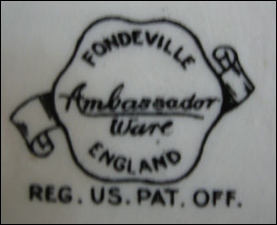 FONDEVILLE
Ambassador
Ware
ENGLAND
REG. US. PAT. OFF.